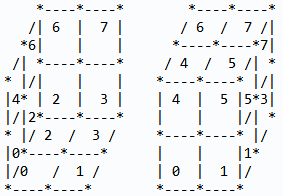 *----*----*      *----*----*
/| 6 | 7 |      / 6 / 7 /|
*6| | |      *----*----*7|
/| *----*----*      / 4 / 5 /| *
* |/| | |      *----*----* |/|
|4* | 2 | 3 |      | 4 | 5 |5*3|
|/|2*----*----*      | | |/| *
* |/ 2 / 3 /      *----*----* |/
|0*----*----*      | | |1*
|/0 / 1 /      | 0 | 1 |/
*----*----*      *----*----*